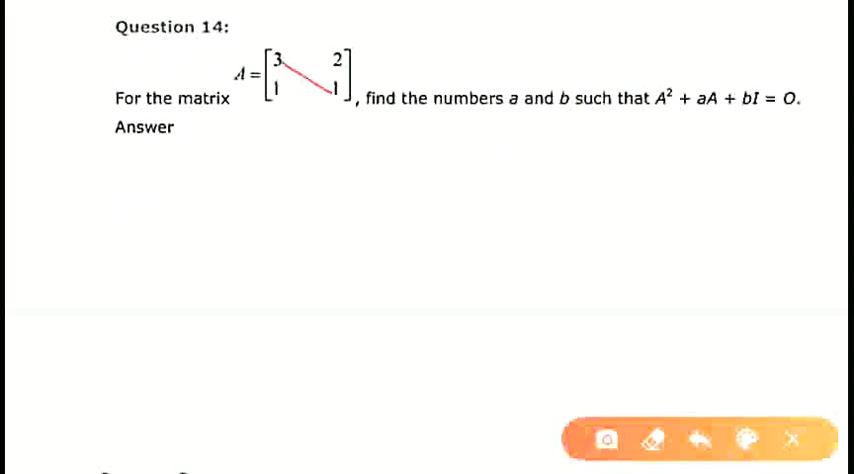 Question 14:
For the matrix A = [3 2
1 1], find the numbers a and b such that A² + aA + bI = O.
Answer